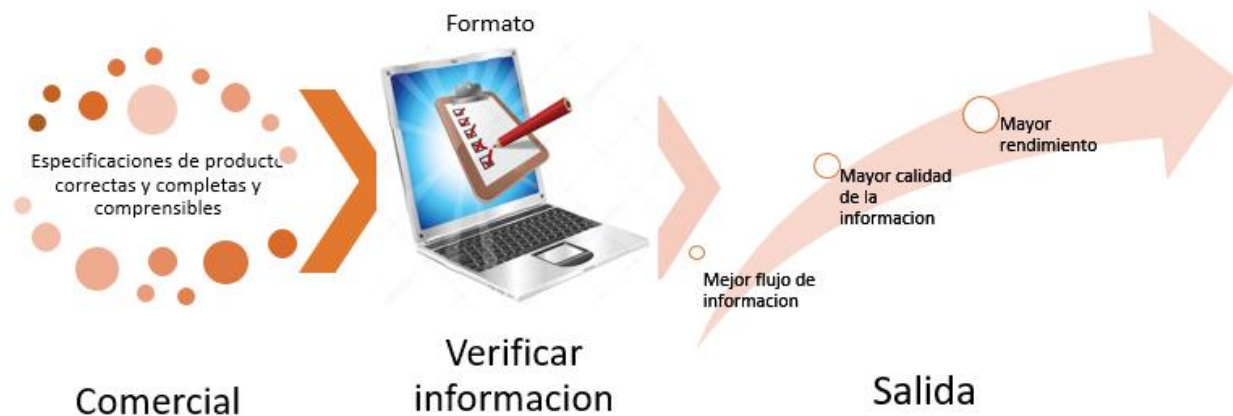 Formato
Especificaciones de producto
correctas y completas y
comprensibles
Mayor
rendimiento
Mayor calidad
de la
informacion
Mejor flujo de
informacion
Comercial
Verificar
informacion
Salida